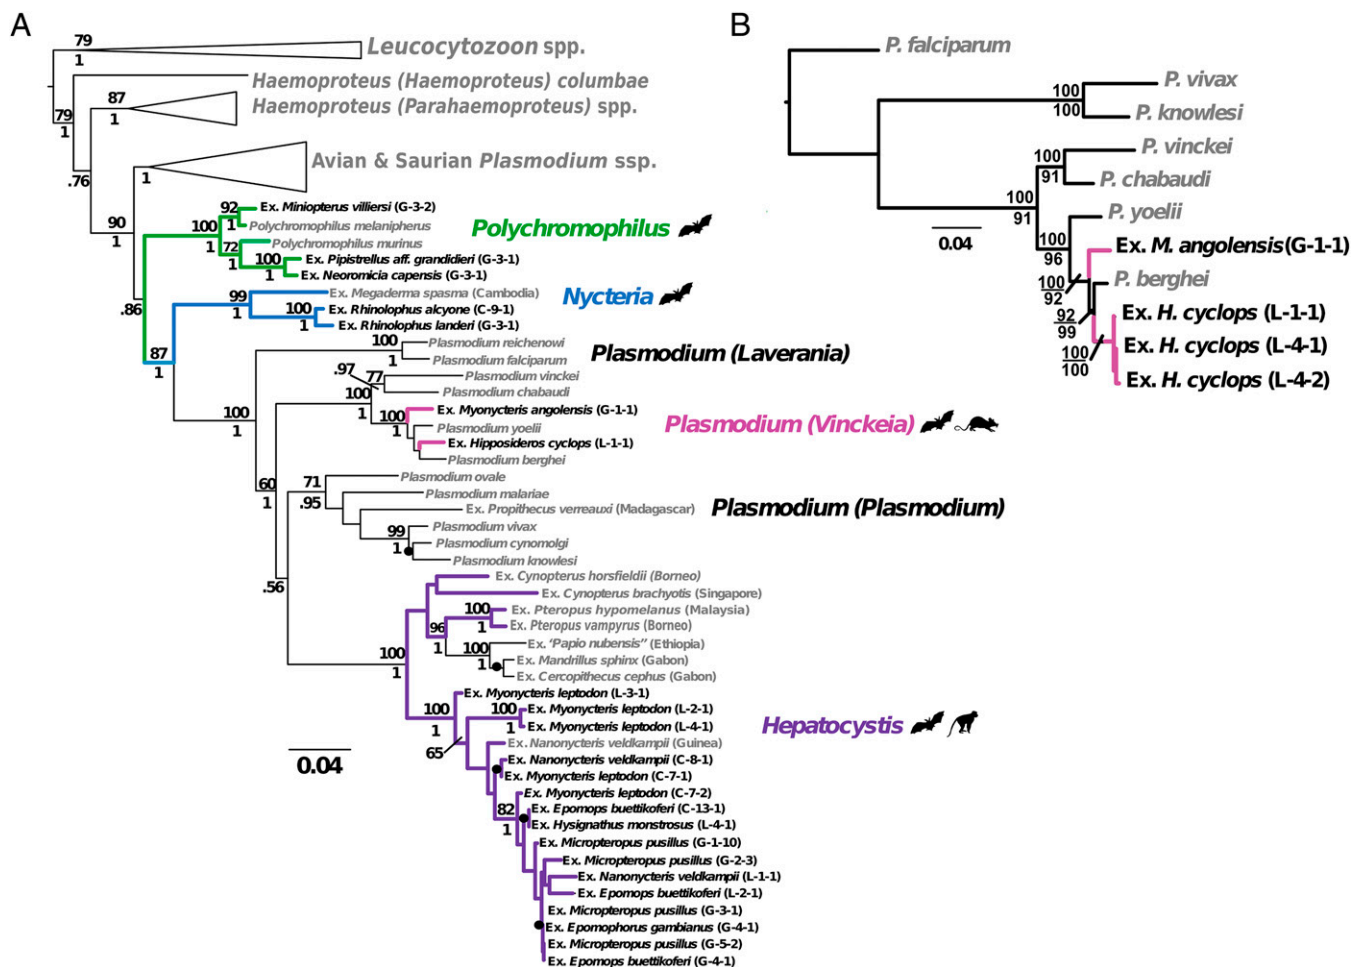 A
79
1
Leucocytozoon spp.
Haemoproteus (Haemoproteus) columbae
79
1
87
1
Haemoproteus (Parahaemoproteus) spp.
.76
1
Avian & Saurian Plasmodium ssp.
90
1
92
1
Ex. Miniopterus villiersi (G-3-2)
Polychromophilus melanipherus
100
1
72
1
Polychromophilus murinus
100
1
Ex. Pipistrellus aff. grandidieri (G-3-1)
Ex. Neoromicia capensis (G-3-1)
Polychromophilus
.86
99
1
Ex. Megaderma spasma (Cambodia)
100
1
Ex. Rhinolophus alcyone (C-9-1)
Ex. Rhinolophus landeri (G-3-1)
Nycteria
87
1
100
1
Plasmodium reichenowi
Plasmodium falciparum
Plasmodium (Laverania)
.97
77
Plasmodium vinckei
Plasmodium chabaudi
100
1
100
1
100
1
Ex. Myonycteris angolensis (G-1-1)
Plasmodium yoelii
Ex. Hipposideros cyclops (L-1-1)
Plasmodium berghei
Plasmodium (Vinckeia)
60
1
71
.95
Plasmodium ovale
Plasmodium malariae
Ex. Propithecus verreauxi (Madagascar)
99
1
Plasmodium vivax
Plasmodium cynomolgi
Plasmodium knowlesi
Plasmodium (Plasmodium)
.56
Ex. Cynopterus horsfieldii (Borneo)
Ex. Cynopterus brachyotis (Singapore)
100
1
Ex. Pteropus hypomelanus (Malaysia)
Ex. Pteropus vampyrus (Borneo)
96
1
100
1
Ex. "Papio nubensis" (Ethiopia)
Ex. Mandrillus sphinx (Gabon)
Ex. Cercopithecus cephus (Gabon)
100
1
100
1
Ex. Myonycteris leptodon (L-3-1)
100
1
Ex. Myonycteris leptodon (L-2-1)
Ex. Myonycteris leptodon (L-4-1)
65
Ex. Nanonycteris veldkampii (Guinea)
Ex. Nanonycteris veldkampii (C-8-1)
Ex. Myonycteris leptodon (C-7-1)
Ex. Myonycteris leptodon (C-7-2)
82
1
Ex. Epomops buettikoferi (C-13-1)
Ex. Hysignathus monstrosus (L-4-1)
Ex. Micropteropus pusillus (G-1-10)
Ex. Micropteropus pusillus (G-2-3)
Ex. Nanonycteris veldkampii (L-1-1)
Ex. Epomops buettikoferi (L-2-1)
Ex. Micropteropus pusillus (G-3-1)
Ex. Epomophorus gambianus (G-4-1)
Ex. Micropteropus pusillus (G-5-2)
Ex. Epomops buettikoferi (G-4-1)
Hepatocystis
0.04
B
P. falciparum
100
100
P. vivax
P. knowlesi
100
91
P. vinckei
P. chabaudi
100
91
P. yoelii
100
96
Ex. M. angolensis(G-1-1)
100
92
P. berghei
92
99
Ex. H. cyclops (L-1-1)
Ex. H. cyclops (L-4-1)
100
100
Ex. H. cyclops (L-4-2)
0.04